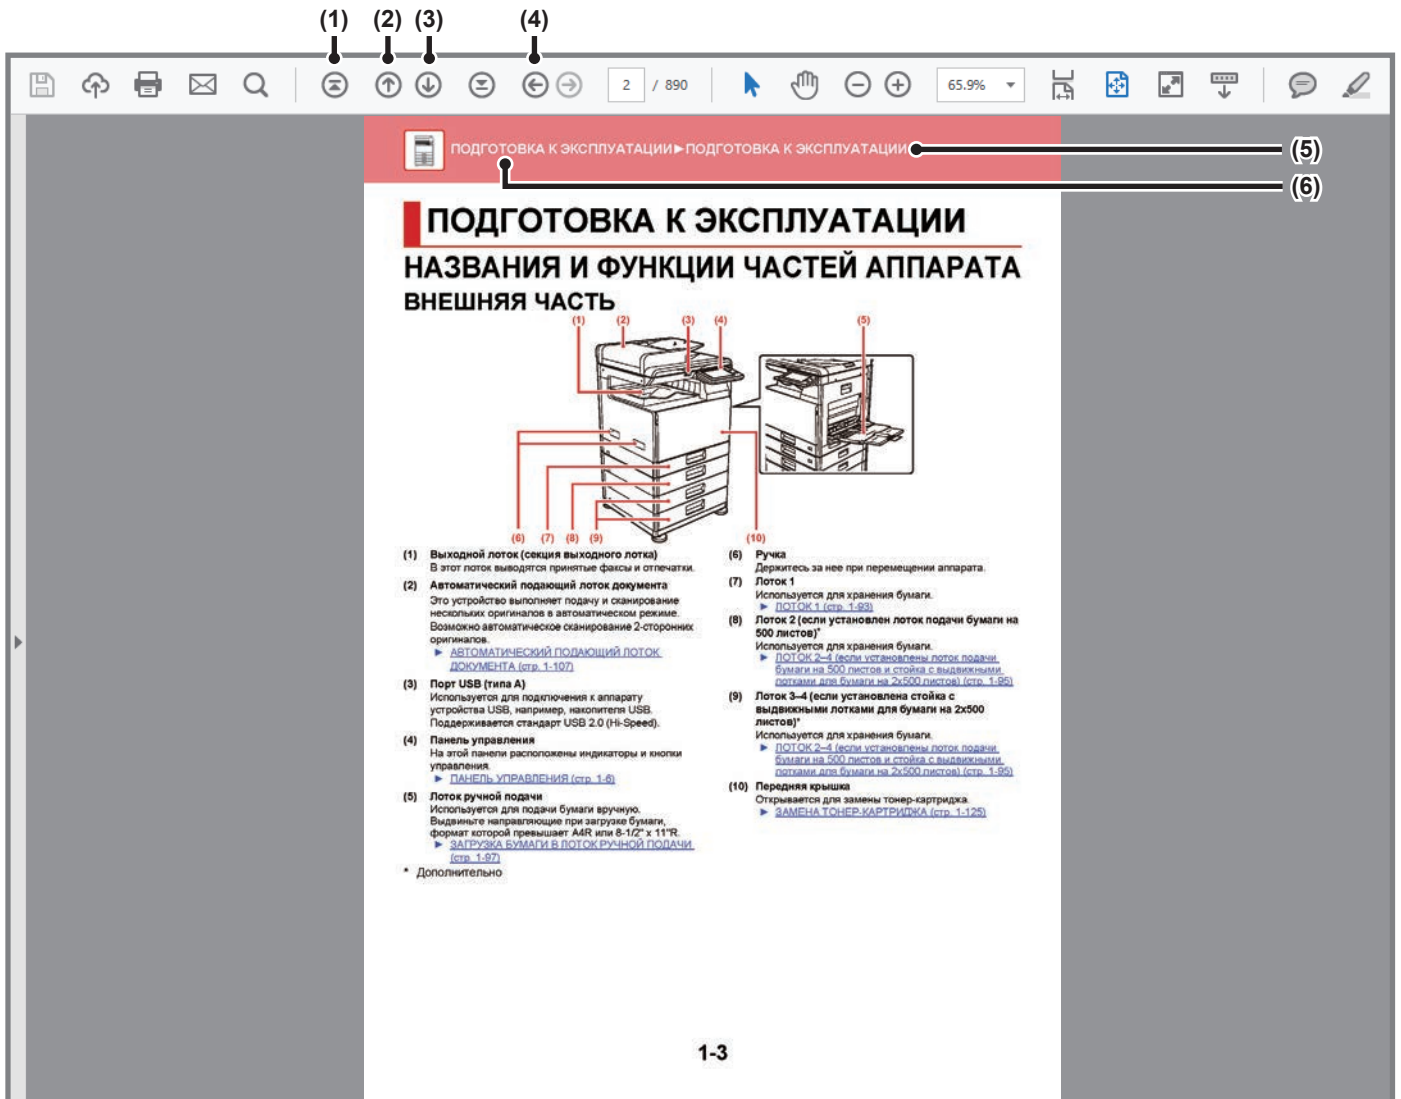 (1) (2) (3) (4)
2 / 890 65.9%
ПОДГОТОВКА К ЭКСПЛУАТАЦИИ►ПОДГОТОВКА К ЭКСПЛУАТАЦИИ
(5)
(6)
ПОДГОТОВКА К ЭКСПЛУАТАЦИИ
НАЗВАНИЯ И ФУНКЦИИ ЧАСТЕЙ АППАРАТА
ВНЕШНЯЯ ЧАСТЬ
(1) (2) (3) (4) (5)
(6) (7) (8) (9) (10)
(1) Выходной лоток (секция выходного лотка)
В этот лоток выводятся принятые факсы и отпечатки.
(2) Автоматический подающий лоток документа
Это устройство выполняет подачу и сканирование
нескольких оригиналов в автоматическом режиме.
Возможно автоматическое сканирование 2-сторонних
оригиналов.
► АВТОМАТИЧЕСКИЙ ПОДАЮЩИЙ ЛОТОК
ДОКУМЕНТА (стр. 1-107)
(3) Порт USB (типа A)
Используется для подключения к аппарату
устройства USB, например, накопителя USB.
Поддерживается стандарт USB 2.0 (Hi-Speed).
(4) Панель управления
На этой панели расположены индикаторы и кнопки
управления.
► ПАНЕЛЬ УПРАВЛЕНИЯ (стр. 1-6)
(5) Лоток ручной подачи
Используется для подачи бумаги вручную.
Выдвиньте направляющие при загрузке бумаги,
формат которой превышает A4R или 8-1/2" x 11"R.
► ЗАГРУЗКА БУМАГИ В ЛОТОК РУЧНОЙ ПОДАЧИ
(стр. 1-97)
* Дополнительно
(6) Ручка
Держитесь за нее при перемещении аппарата.
(7) Лоток 1
Используется для хранения бумаги.
► ЛОТОК 1 (стр. 1-93)
(8) Лоток 2 (если установлен лоток подачи бумаги на
500 листов)*
Используется для хранения бумаги.
► ЛОТОК 2–4 (если установлены лоток подачи
бумаги на 500 листов и стойка с выдвижными
лотками для бумаги на 2x500 листов) (стр. 1-95)
(9) Лоток 3–4 (если установлена стойка с
выдвижными лотками для бумаги на 2x500
листов)*
Используется для хранения бумаги.
► ЛОТОК 2–4 (если установлены лоток подачи
бумаги на 500 листов и стойка с выдвижными
лотками для бумаги на 2x500 листов) (стр. 1-95)
(10) Передняя крышка
Открывается для замены тонер-картриджа.
► ЗАМЕНА ТОНЕР-КАРТРИДЖА (стр. 1-125)
1-3